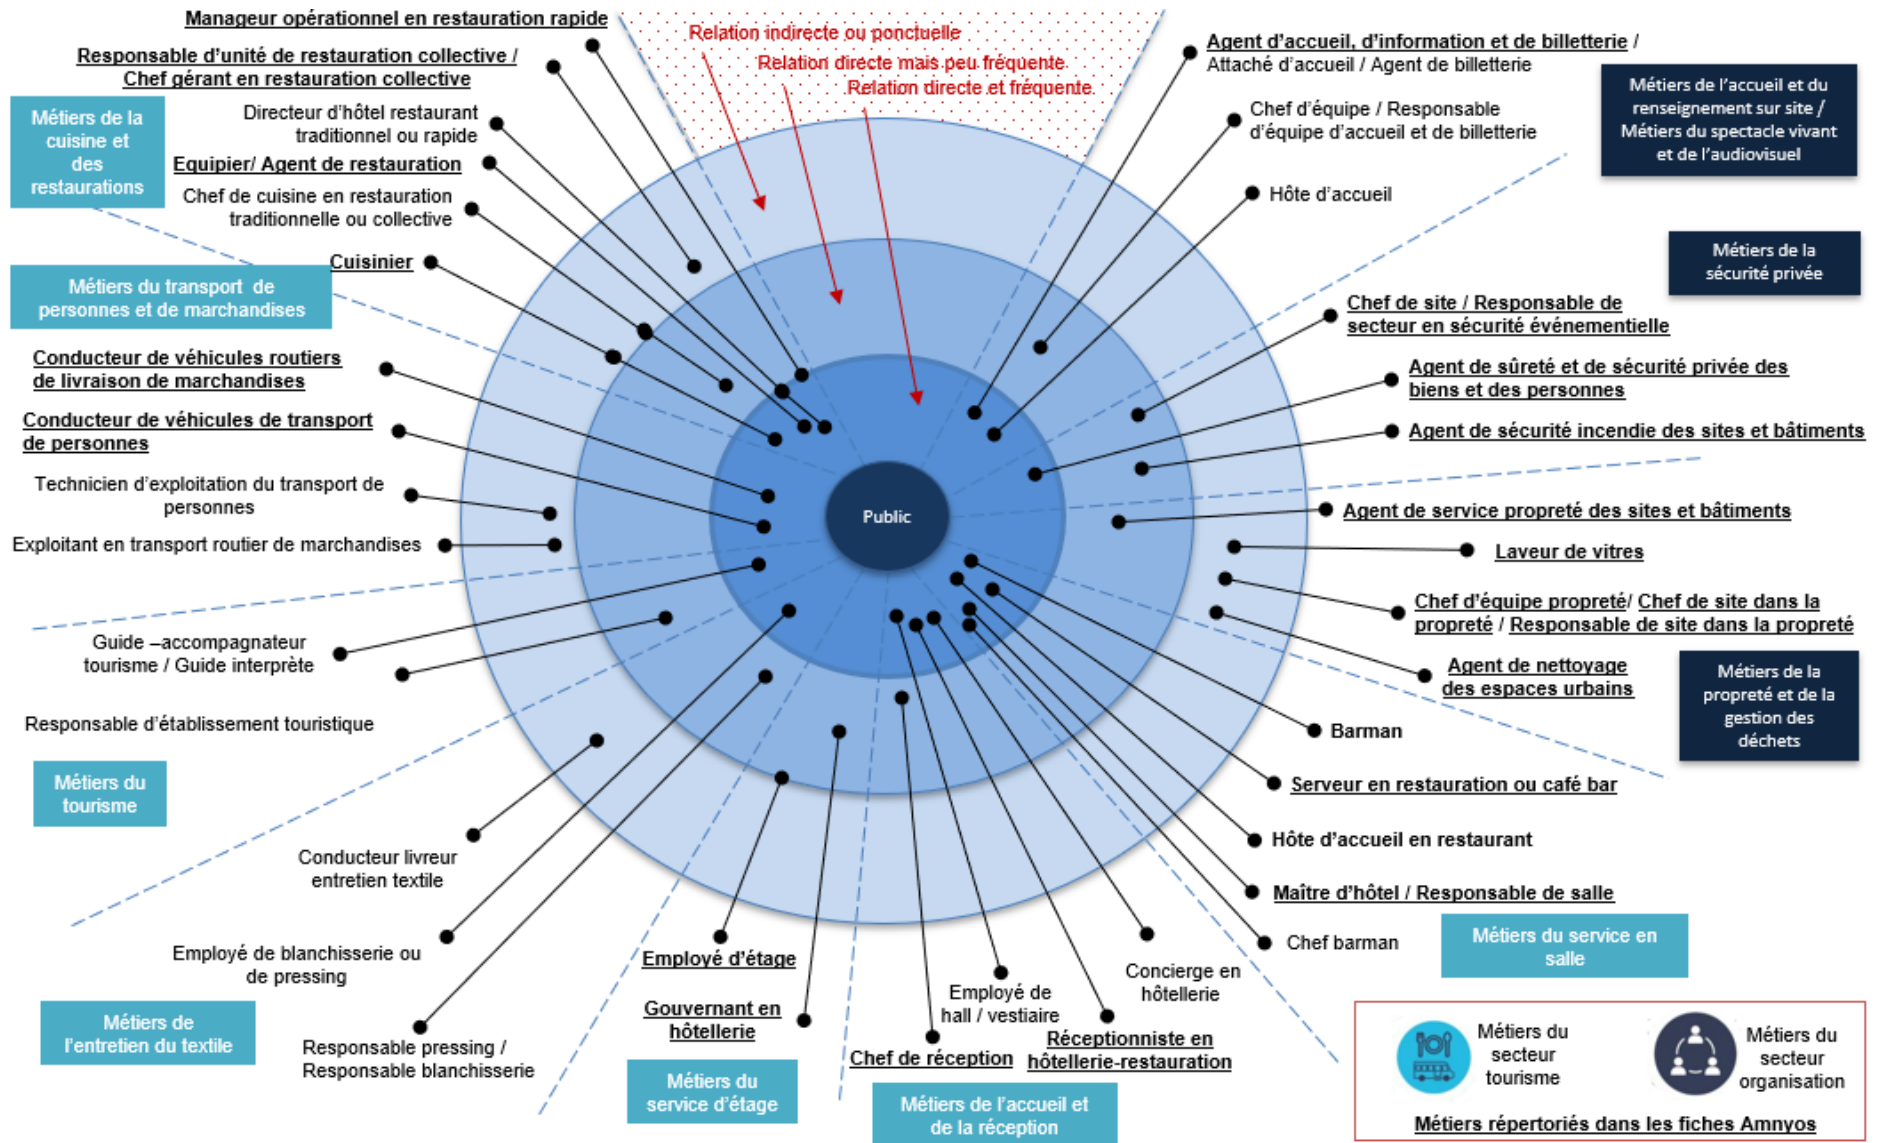 Manageur opérationnel en restauration rapide
Responsable d'unité de restauration collective /
Chef gérant en restauration collective
Directeur d'hôtel restaurant
traditionnel ou rapide
Equipier/ Agent de restauration
Chef de cuisine en restauration
traditionnelle ou collective
Cuisinier
Métiers de la
cuisine et
des
restaurations
Métiers du transport de
personnes et de marchandises
Conducteur de véhicules routiers
de livraison de marchandises
Conducteur de véhicules de transport
de personnes
Technicien d'exploitation du transport de
personnes
Exploitant en transport routier de marchandises
Guide –accompagnateur
tourisme / Guide interprète
Responsable d'établissement touristique
Métiers du
tourisme
Conducteur livreur
entretien textile
Employé de blanchisserie ou
de pressing
Métiers de
l'entretien du textile
Responsable pressing /
Responsable blanchisserie
Relation indirecte ou ponctuelle
Relation directe mais peu fréquente
Relation directe et fréquente
Public
Agent d'accueil, d'information et de billetterie /
Attaché d'accueil / Agent de billetterie
Chef d'équipe / Responsable
d'équipe d'accueil et de billetterie
Hôte d'accueil
Métiers de l'accueil et du
renseignement sur site /
Métiers du spectacle vivant
et de l'audiovisuel
Métiers de la
sécurité privée
Chef de site / Responsable de
secteur en sécurité événementielle
Agent de sûreté et de sécurité privée des
biens et des personnes
Agent de sécurité incendie des sites et bâtiments
Agent de service propreté des sites et bâtiments
Laveur de vitres
Chef d'équipe propreté/ Chef de site dans la
propreté / Responsable de site dans la propreté
Agent de nettoyage
des espaces urbains
Métiers de la
propreté et de la
gestion des
déchets
Barman
Serveur en restauration ou café bar
Hôte d'accueil en restaurant
Maître d'hôtel / Responsable de salle
Chef barman
Métiers du service en
salle
Employé d'étage
Gouvernant en
hôtellerie
Métiers du
service d'étage
Chef de réception
Employé de
hall / vestiaire
Réceptionniste en
hôtellerie-restauration
Concierge en
hôtellerie
Métiers de l'accueil et
de la réception
Métiers du
secteur
tourisme
Métiers du
secteur
organisation
Métiers répertoriés dans les fiches Amnyos